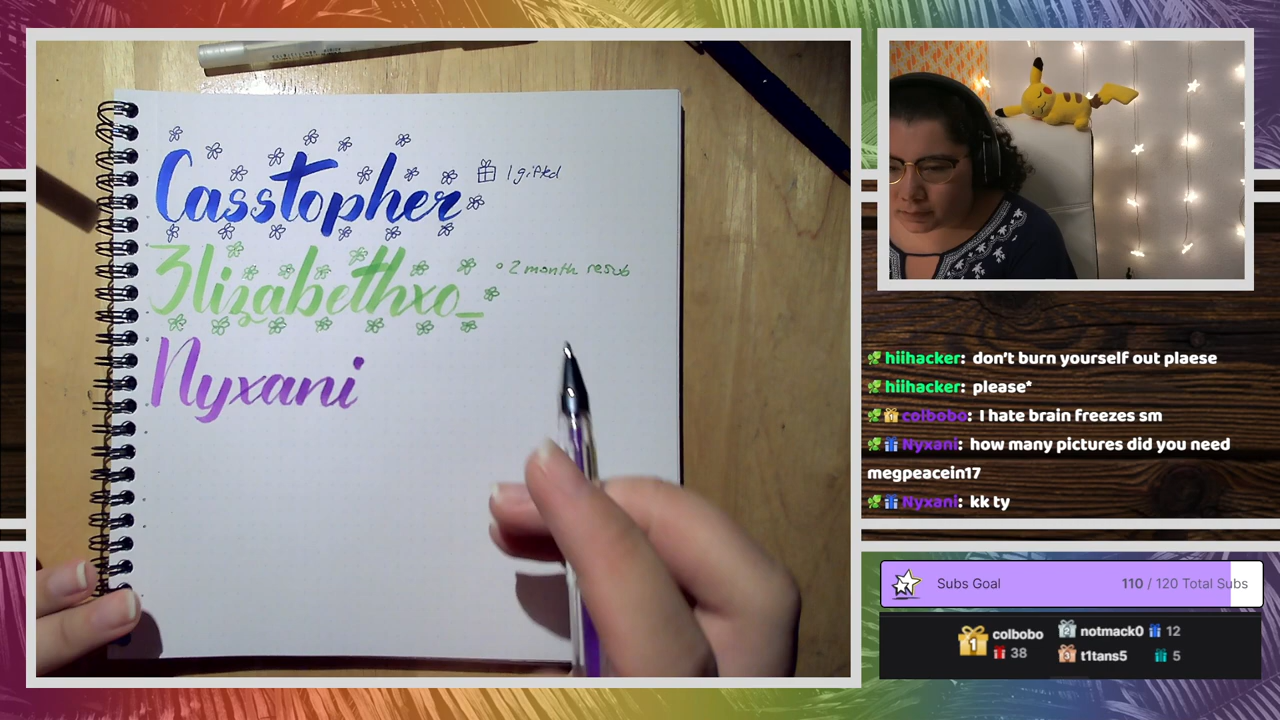 Casstopher
1 gifted
3lizabethxo_
2 month resub
Nyxani
hiihacker: don't burn yourself out plaese
hiihacker: please*
colbobo: I hate brain freezes sm
Nyxani: how many pictures did you need
megpeacein17
Nyxani: kk ty
Subs Goal 110 / 120 Total Subs
1 colbobo 38
2 notmack0 12
3 t1tans5 5